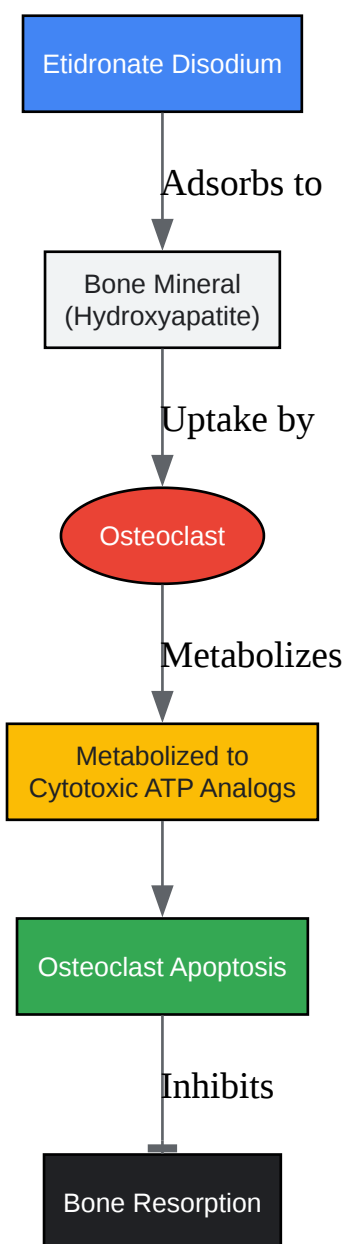 Etidronate Disodium
Adsorbs to
Bone Mineral
(Hydroxyapatite)
Uptake by
Osteoclast
Metabolizes
Metabolized to
Cytotoxic ATP Analogs
Osteoclast Apoptosis
Inhibits
Bone Resorption